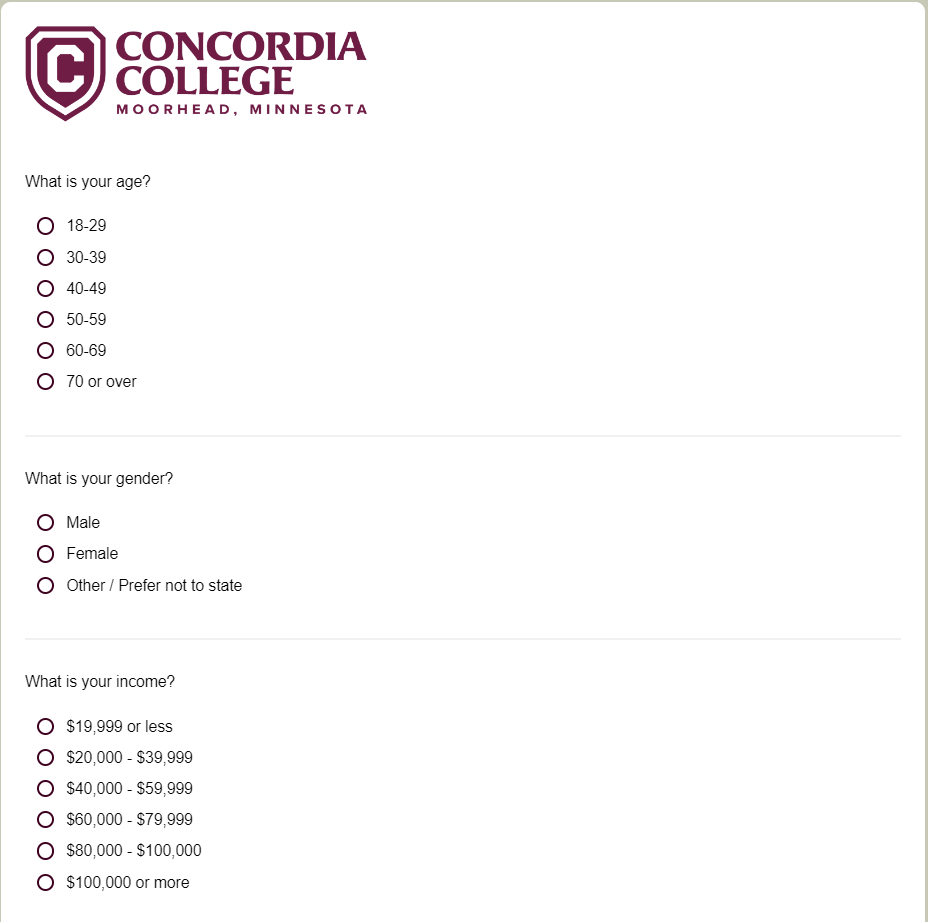 CONCORDIA
COLLEGE
MOORHEAD, MINNESOTA
What is your age?
18-29
30-39
40-49
50-59
60-69
70 or over
What is your gender?
Male
Female
Other / Prefer not to state
What is your income?
$19,999 or less
$20,000 - $39,999
$40,000 - $59,999
$60,000 - $79,999
$80,000 - $100,000
$100,000 or more